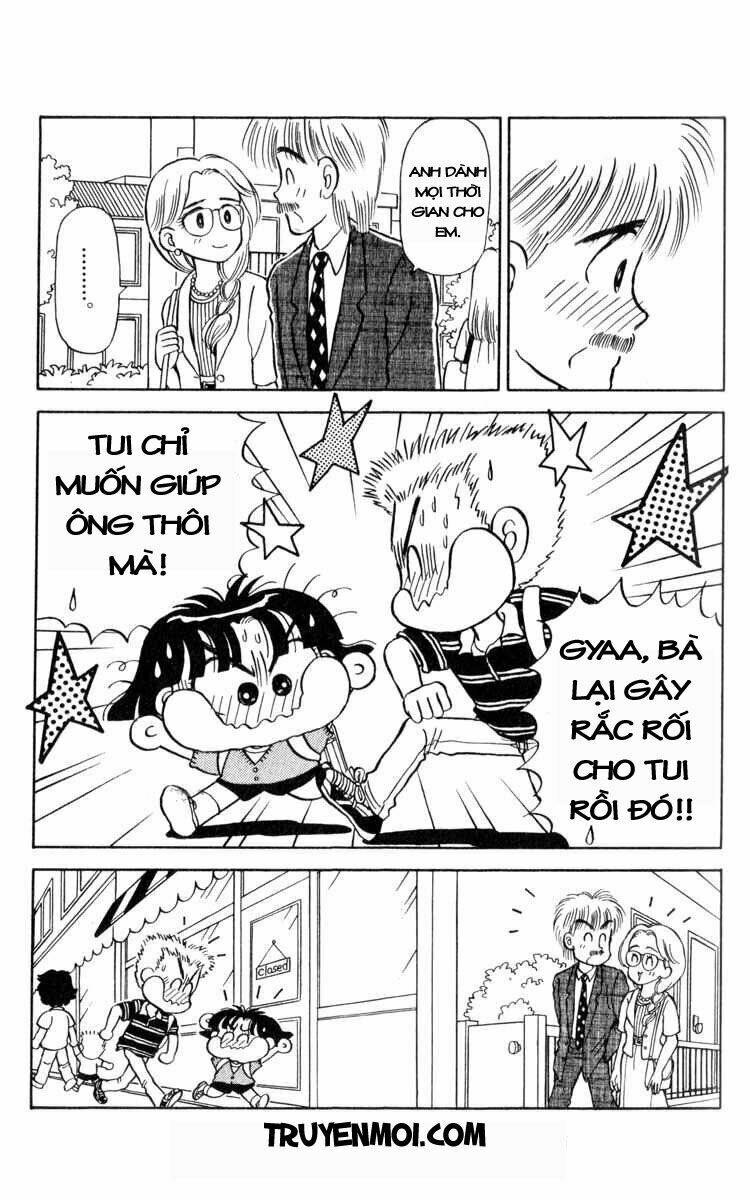 ANH DÀNH
MỌI THỜI
GIAN CHO
EM.
........
TUI CHỈ
MUỐN GIÚP
ÔNG THÔI
MÀ!
GYAA, BÀ
LẠI GÂY
RẮC RỐI
CHO TUI
RỒI ĐÓ!!
closed
TRUYENMOI.COM